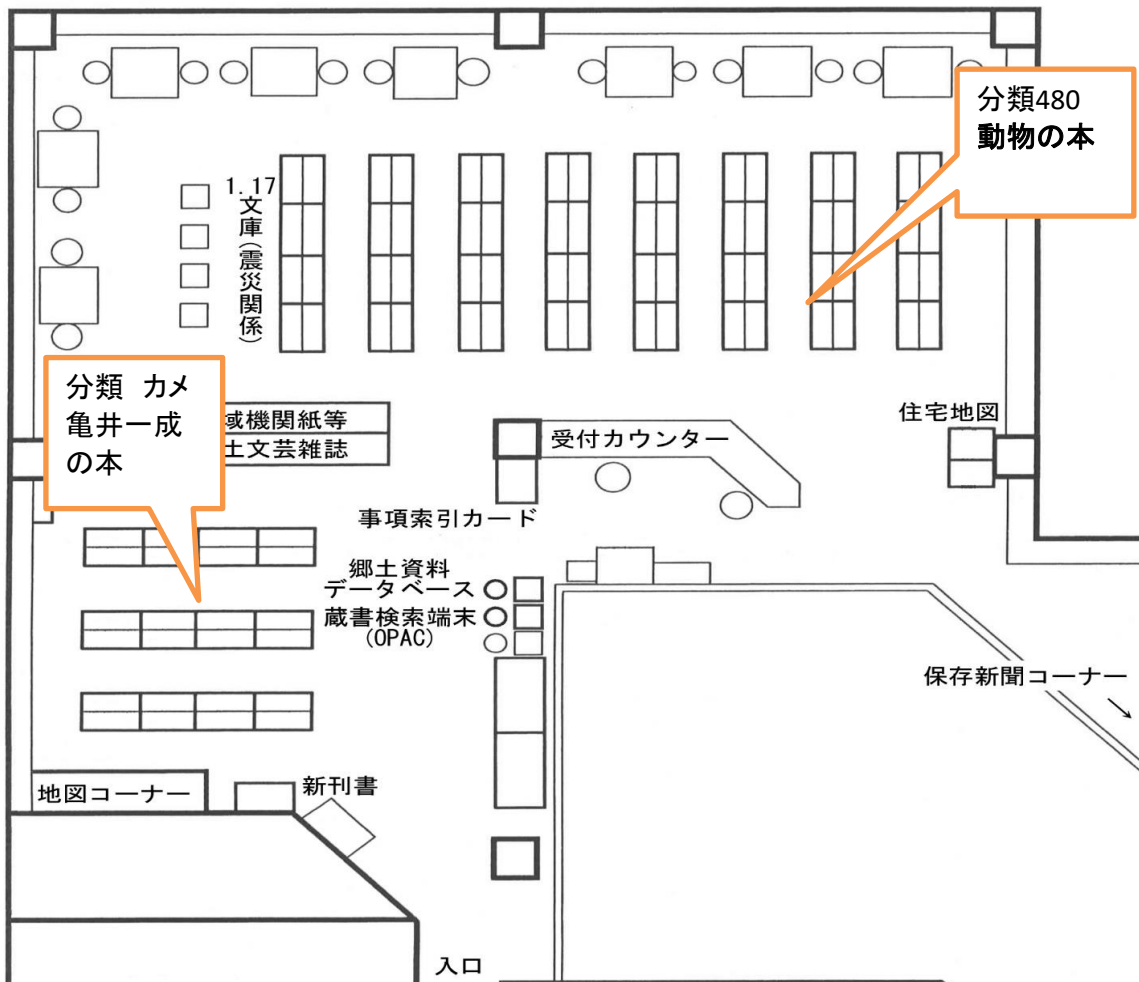 分類480
動物の本
1.17
文庫(震災関係)
分類 カメ
亀井一成
の本
域機関紙等
土文芸雑誌
受付カウンター
住宅地図
事項索引カード
郷土資料
データベース
蔵書検索端末
(OPAC)
保存新聞コーナー
→
地図コーナー
新刊書
入口